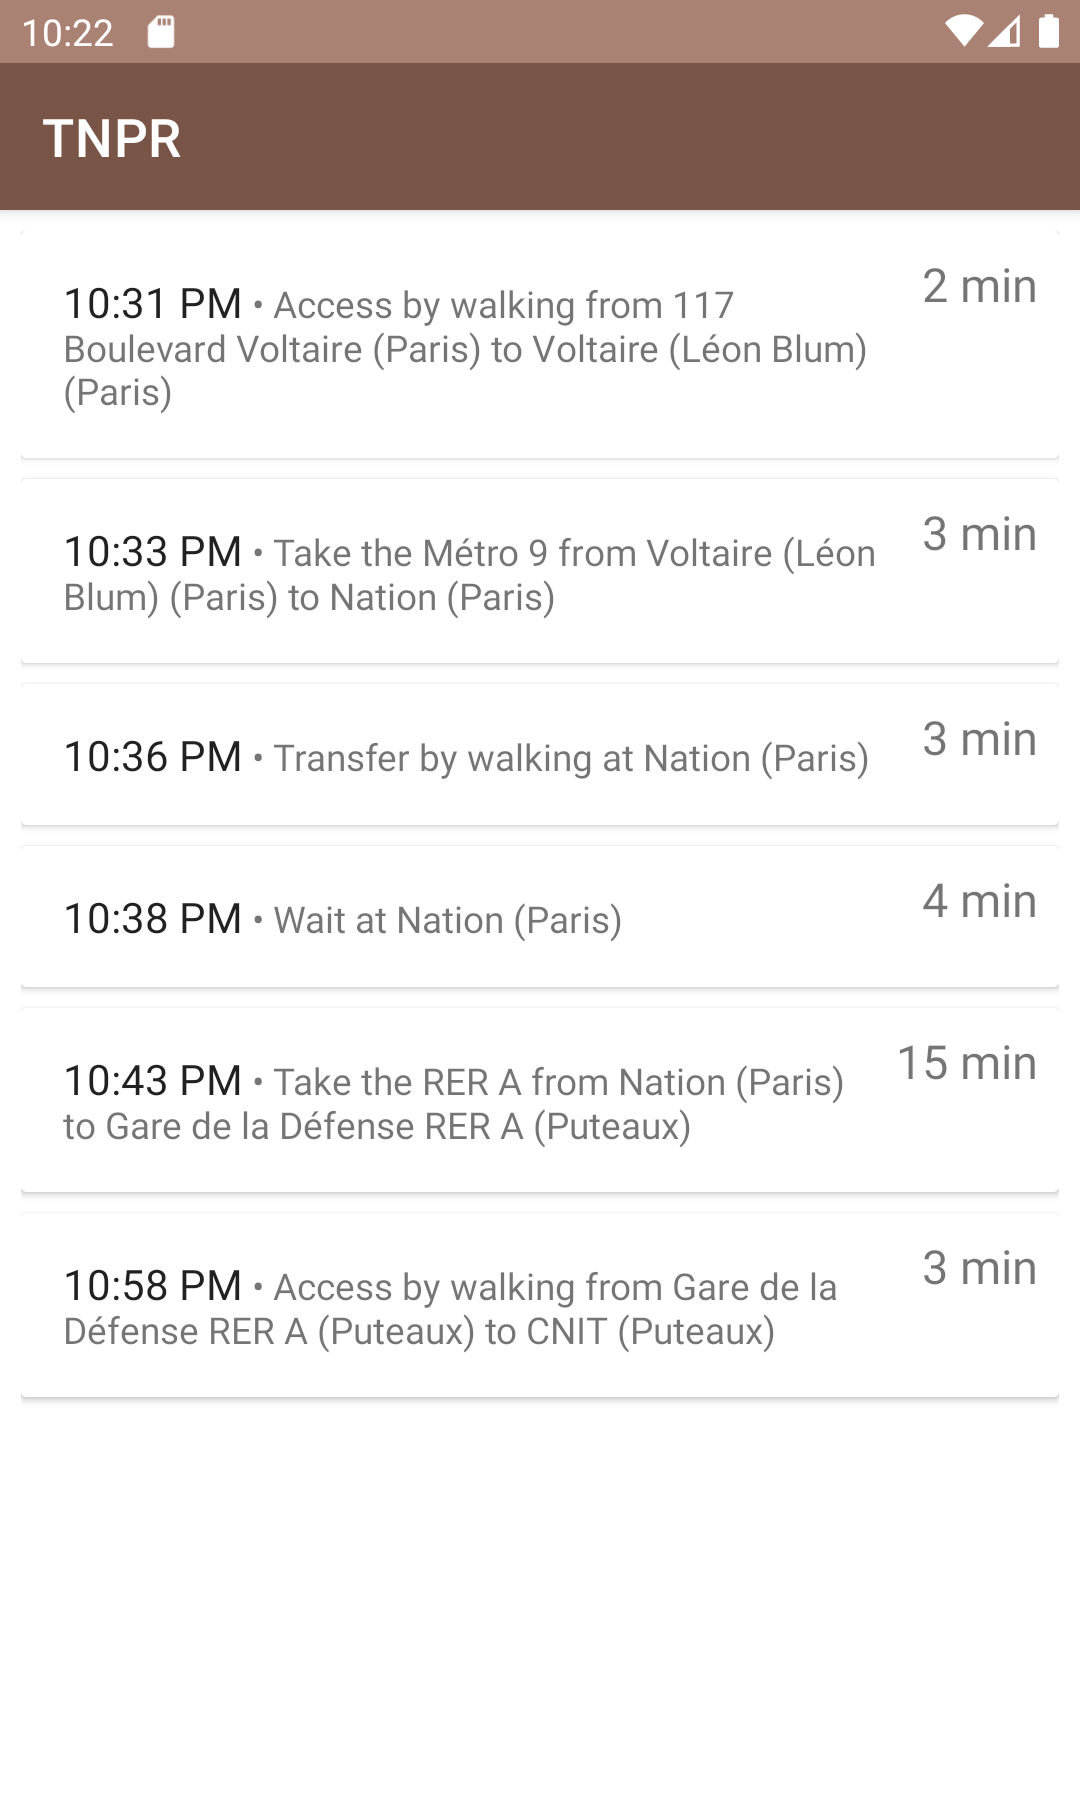 10:22
TNPR
10:31 PM • Access by walking from 117
Boulevard Voltaire (Paris) to Voltaire (Léon Blum)
(Paris)
2 min
10:33 PM • Take the Métro 9 from Voltaire (Léon
Blum) (Paris) to Nation (Paris)
3 min
10:36 PM • Transfer by walking at Nation (Paris)
3 min
10:38 PM • Wait at Nation (Paris)
4 min
10:43 PM • Take the RER A from Nation (Paris)
to Gare de la Défense RER A (Puteaux)
15 min
10:58 PM • Access by walking from Gare de la
Défense RER A (Puteaux) to CNIT (Puteaux)
3 min